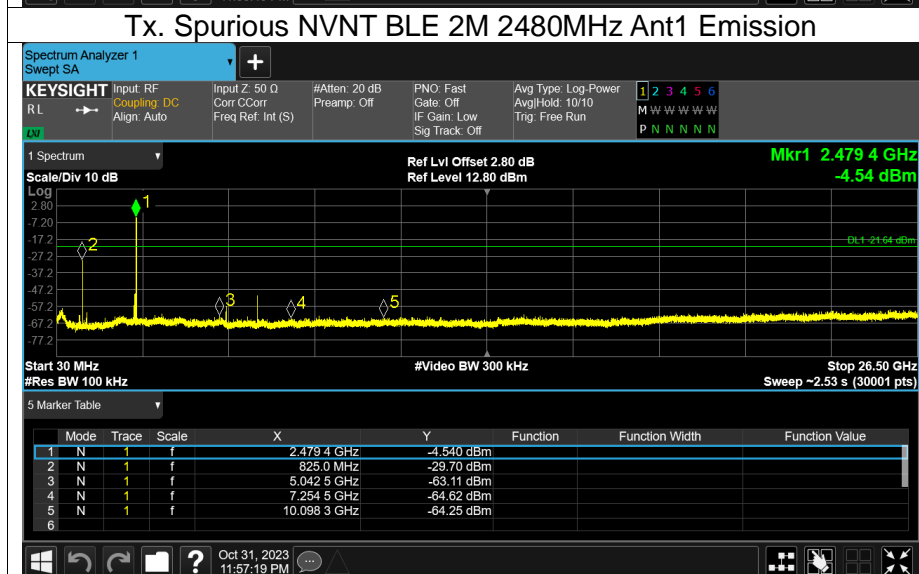 Tx. Spurious NVNT BLE 2M 2480MHz Ant1 Emission
Spectrum Analyzer 1
Swept SA
+
KEYSIGHT Input: RF Input Z: 50 Ω #Atten: 20 dB PNO: Fast Avg Type: Log-Power 1 2 3 4 5 6
RL Coupling: DC Corr CCorr Preamp: Off Gate: Off Avg|Hold: 10/10 M W W W W W
Align: Auto Freq Ref: Int (S) IF Gain: Low Trig: Free Run
LXI Sig Track: Off P N N N N N
1 Spectrum Ref Lvl Offset 2.80 dB Mkr1 2.479 4 GHz
Scale/Div 10 dB Ref Level 12.80 dBm -4.54 dBm
Log
2.80 1
-7.20
-17.2 2 DL1 -21.64 dBm
-27.2
-37.2
-47.2
-57.2 3 4 5
-67.2
-77.2
Start 30 MHz #Video BW 300 kHz Stop 26.50 GHz
#Res BW 100 kHz Sweep ~2.53 s (30001 pts)
5 Marker Table
Mode Trace Scale X Y Function Function Width Function Value
1 N 1 f 2.479 4 GHz -4.540 dBm
2 N 1 f 825.0 MHz -29.70 dBm
3 N 1 f 5.042 5 GHz -63.11 dBm
4 N 1 f 7.254 5 GHz -64.62 dBm
5 N 1 f 10.098 3 GHz -64.25 dBm
6
? Oct 31, 2023
11:57:19 PM